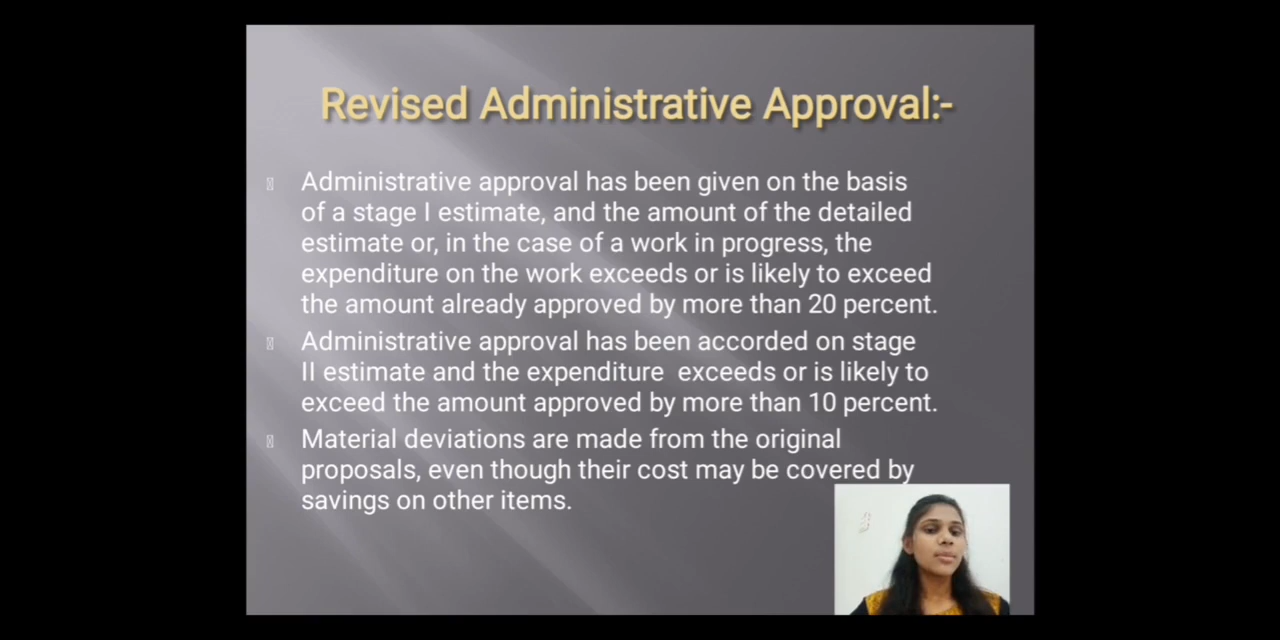 Revised Administrative Approval:-
Administrative approval has been given on the basis
of a stage I estimate, and the amount of the detailed
estimate or, in the case of a work in progress, the
expenditure on the work exceeds or is likely to exceed
the amount already approved by more than 20 percent.
Administrative approval has been accorded on stage
II estimate and the expenditure  exceeds or is likely to
exceed the amount approved by more than 10 percent.
Material deviations are made from the original
proposals, even though their cost may be covered by
savings on other items.